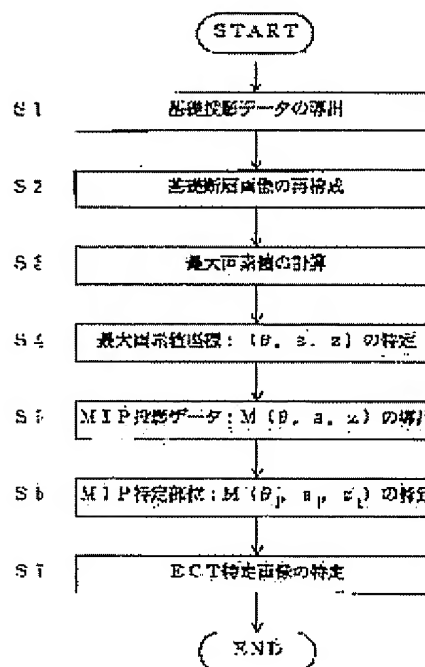 START
S1 基礎投影データの導出
S2 基礎断層画像の再構成
S3 最大画素値の計算
S4 最大画素値座標：(θ, s, z) の特定
S5 MIP投影データ：M (θ, s, z) の導出
S6 MIP特定部位：M (θj, sj, zj) の特定
S7 ECT特定画像の特定
END